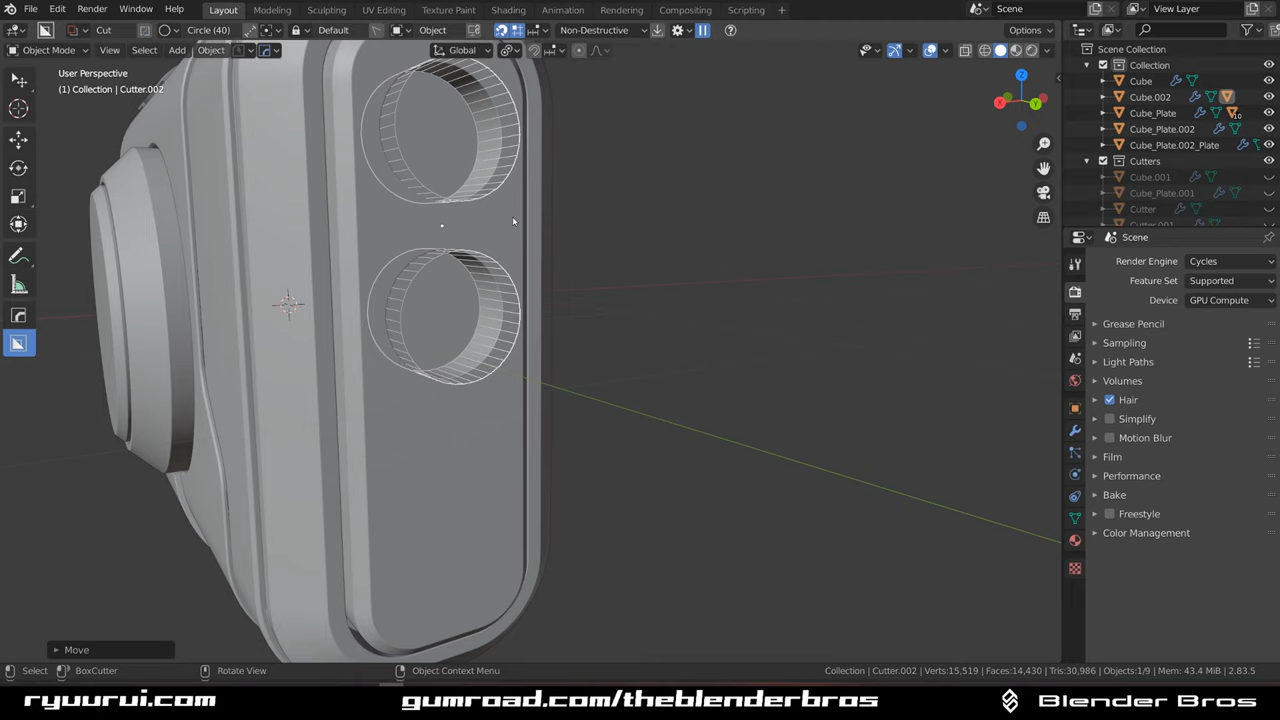 File Edit Render Window Help Layout Modeling Sculpting UV Editing Texture Paint Shading Animation Rendering Compositing Scripting + Scene View Layer
Cut Circle (40) Default Object Non-Destructive
Object Mode View Select Add Object Global Options
User Perspective
(1) Collection | Cutter.002
Z
X
Y
Scene Collection
Collection
Cube
Cube.002
Cube_Plate 10
Cube_Plate.002
Cube_Plate.002_Plate
Cutters
Cube.001
Cube_Plate.001
Cutter
Cutter.001
Scene
Render Engine Cycles
Feature Set Supported
Device GPU Compute
Grease Pencil
Sampling
Light Paths
Volumes
Hair
Simplify
Motion Blur
Film
Performance
Bake
Freestyle
Color Management
Move
Select BoxCutter Rotate View Object Context Menu Collection | Cutter.002 | Verts:15,519 | Faces:14,430 | Tris:30,986 | Objects:1/9 | Mem: 43.4 MiB | 2.83.5
ryuurui.com gumroad.com/theblenderbros Blender Bros